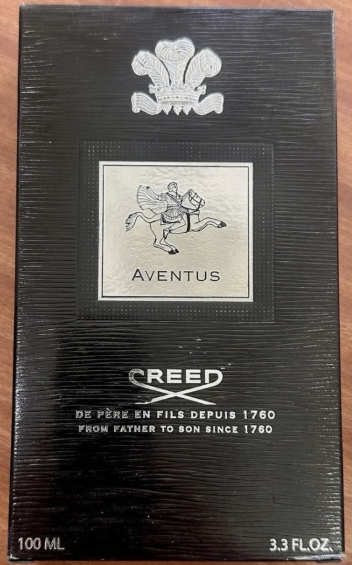 AVENTUS
CREED
DE PÈRE EN FILS DEPUIS 1760
FROM FATHER TO SON SINCE 1760
100 ML 3.3 FL.OZ.